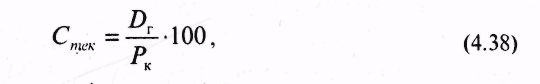 C_тек = D_г / P_к · 100, (4.38)